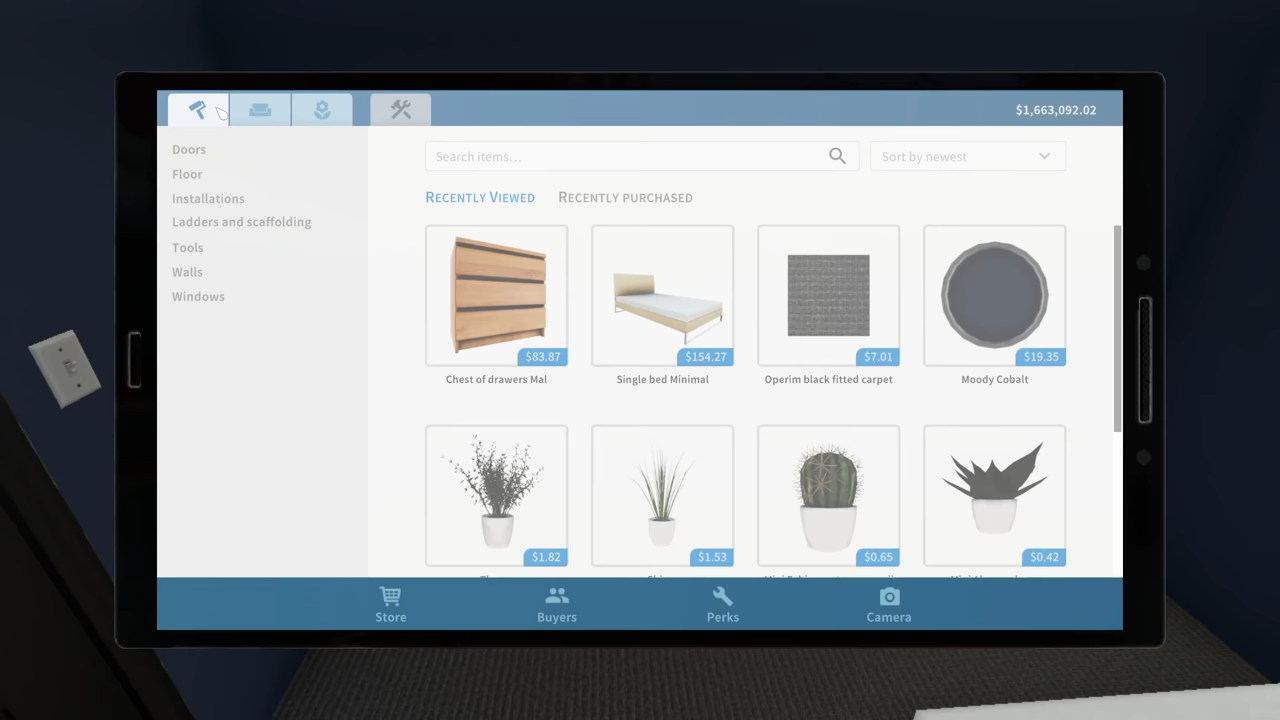 $1,663,092.02
Doors
Floor
Installations
Ladders and scaffolding
Tools
Walls
Windows
Search items...
Sort by newest
Recently Viewed
Recently purchased
$83.87
$154.27
$7.01
$19.35
Chest of drawers Mal
Single bed Minimal
Operim black fitted carpet
Moody Cobalt
$1.82
$1.53
$0.65
$0.42
Store
Buyers
Perks
Camera